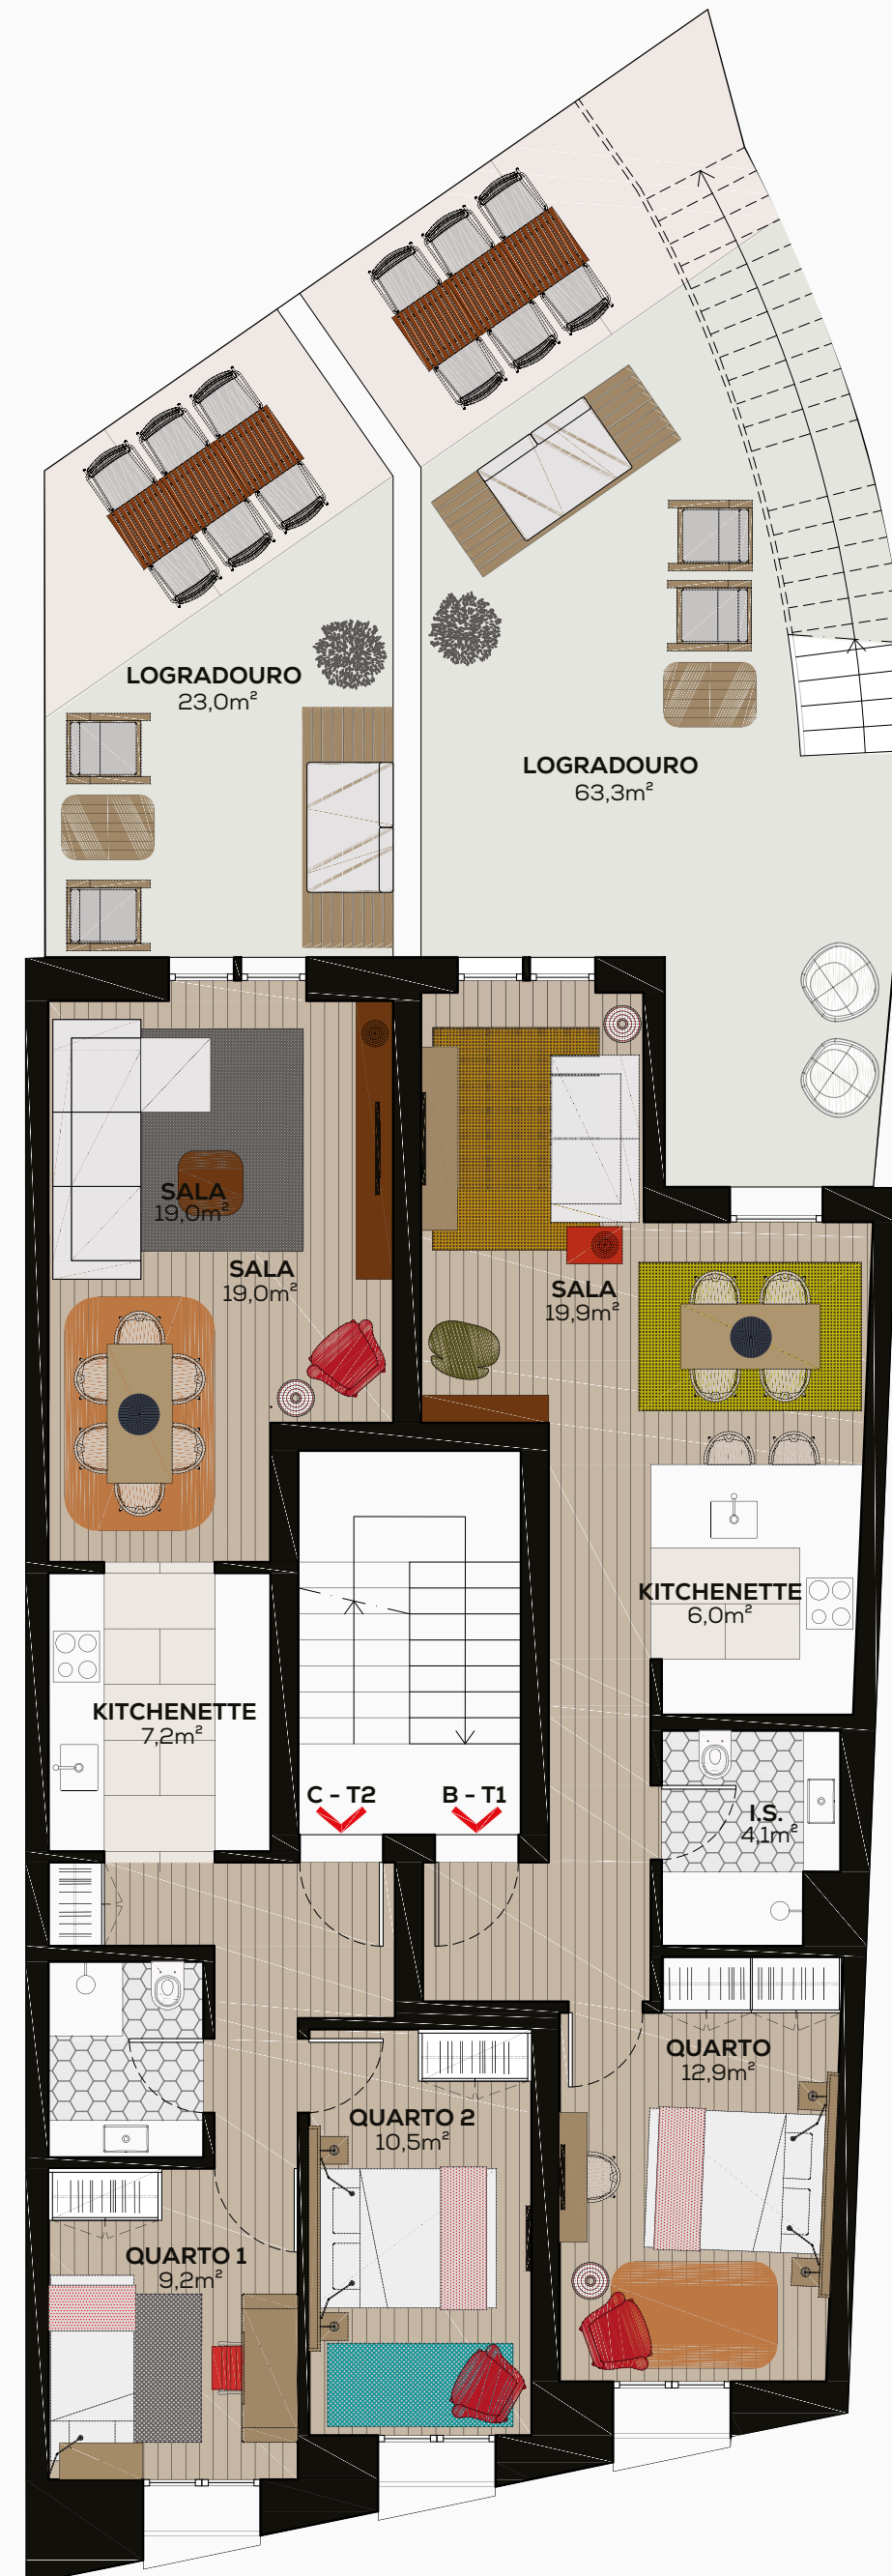 LOGRADOURO
23,0m²
LOGRADOURO
63,3m²
SALA
19,0m²
SALA
19,0m²
SALA
19,9m²
KITCHENETTE
6,0m²
KITCHENETTE
7,2m²
C - T2
B - T1
I.S.
4,1m²
QUARTO
12,9m²
QUARTO 2
10,5m²
QUARTO 1
9,2m²